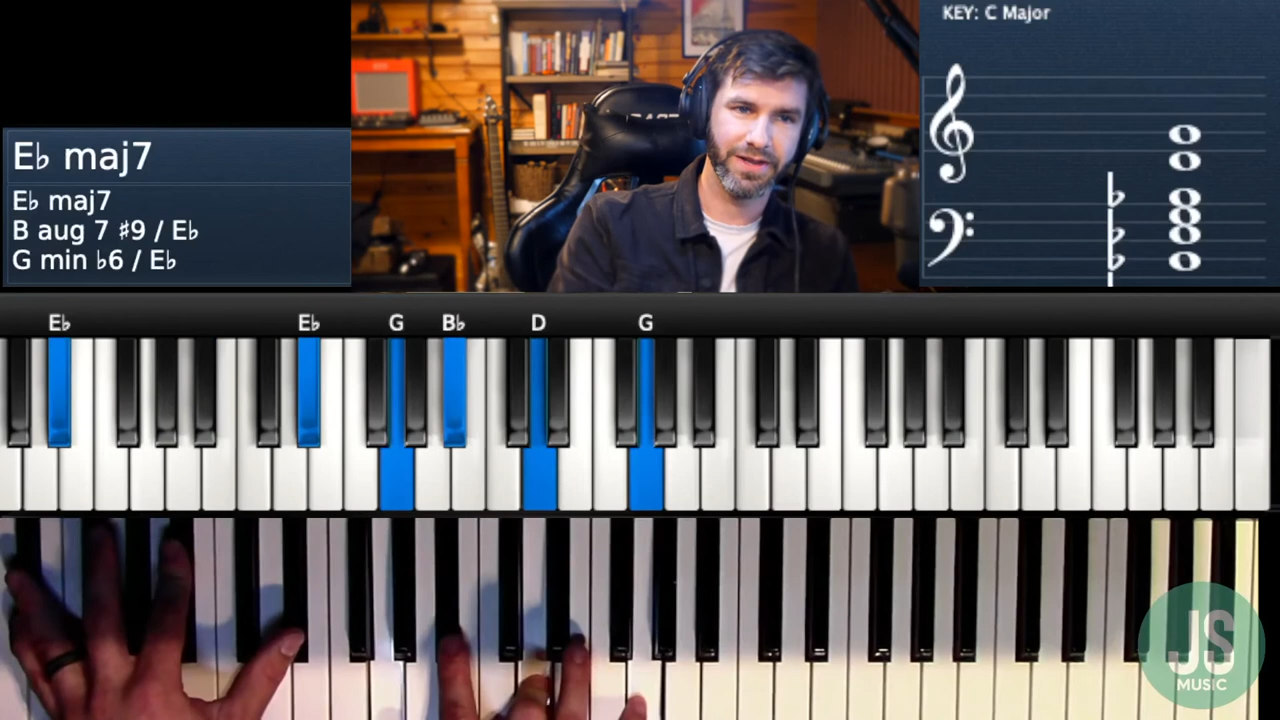 KEY: C Major
E♭ maj7
E♭ maj7
B aug 7 ♯9 / E♭
G min ♭6 / E♭
E♭ E♭ G B♭ D G
JS
MUSIC